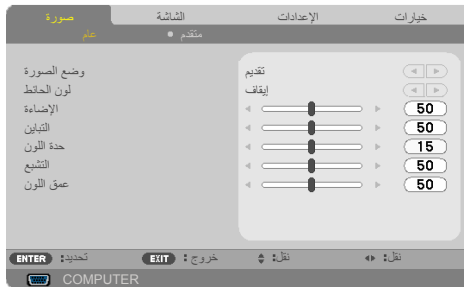 صورة الشاشة الإعدادات خيارات
عام ● متقدم
وضع الصورة تقديم
لون الحائط إيقاف
الإضاءة 50
التباين 50
حدة اللون 15
التشبع 50
عمق اللون 50
ENTER تحديد: EXIT خروج: نقل: نقل:
COMPUTER